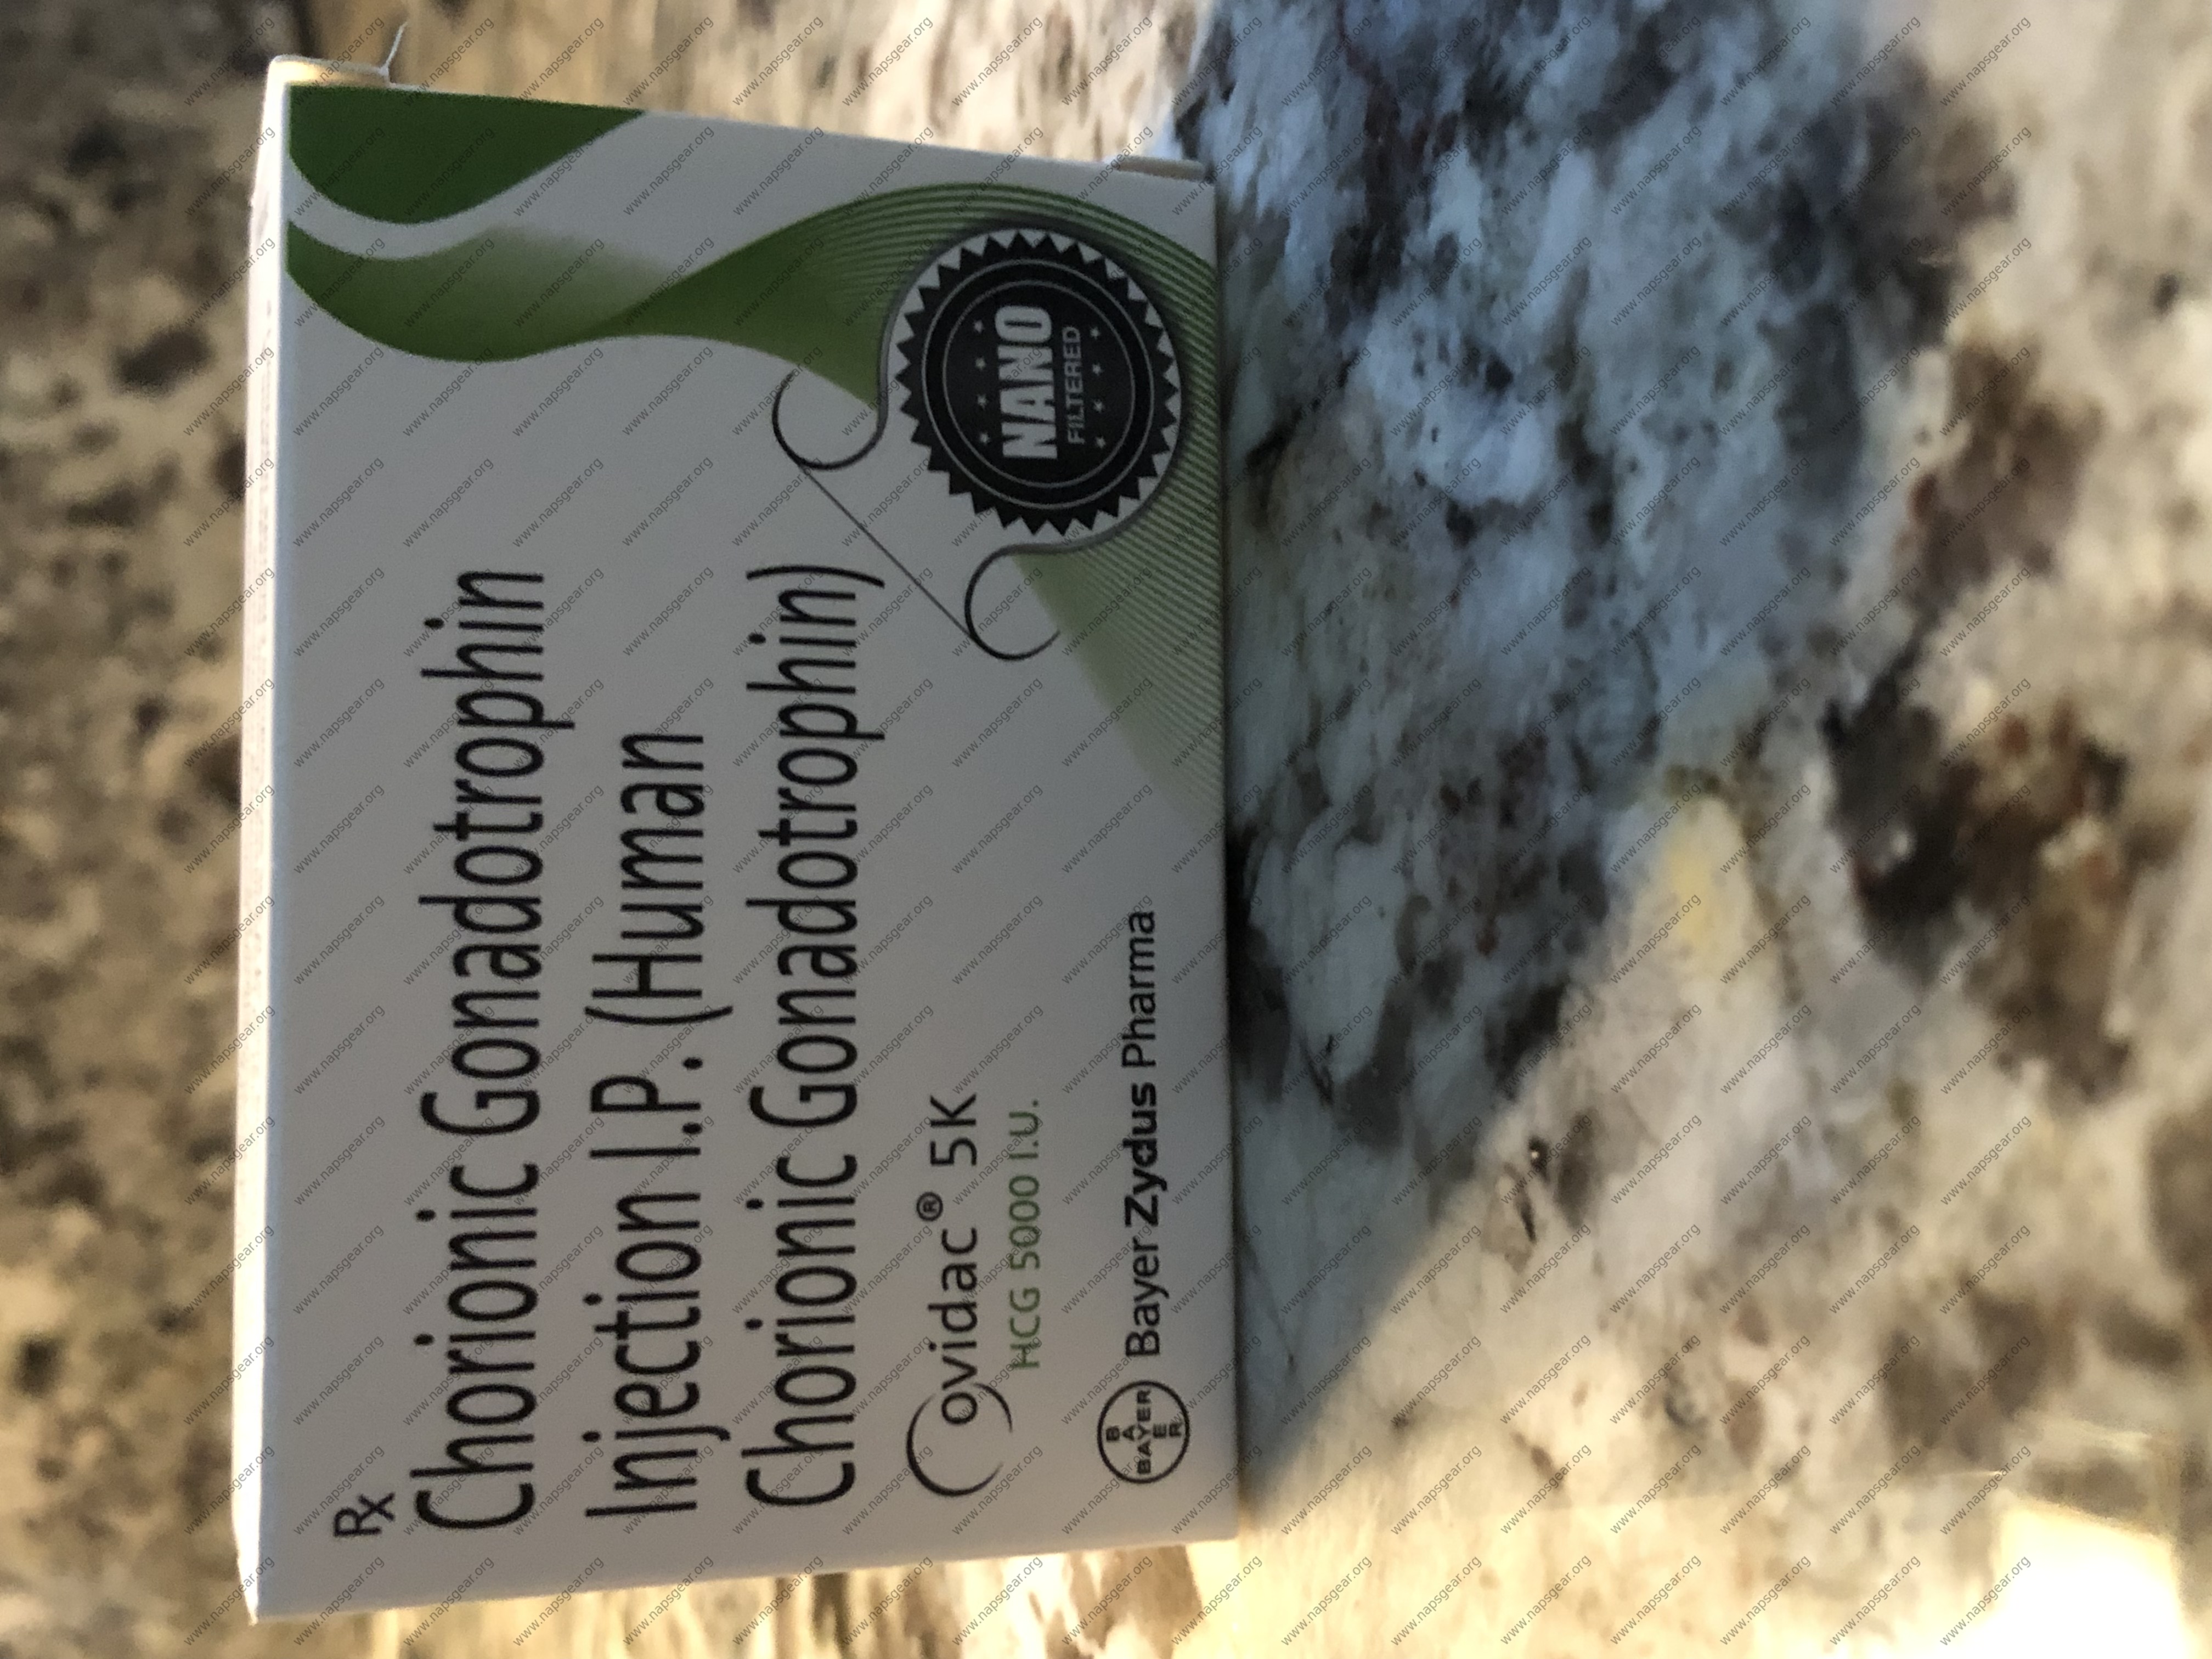 Rx
Chorionic Gonadotrophin
Injection I.P. (Human
Chorionic Gonadotrophin)
ovidac® 5K
HCG 5000 I.U.
BAYER
BAYER
Bayer Zydus Pharma
NANO
FILTERED
www.napsgear.org